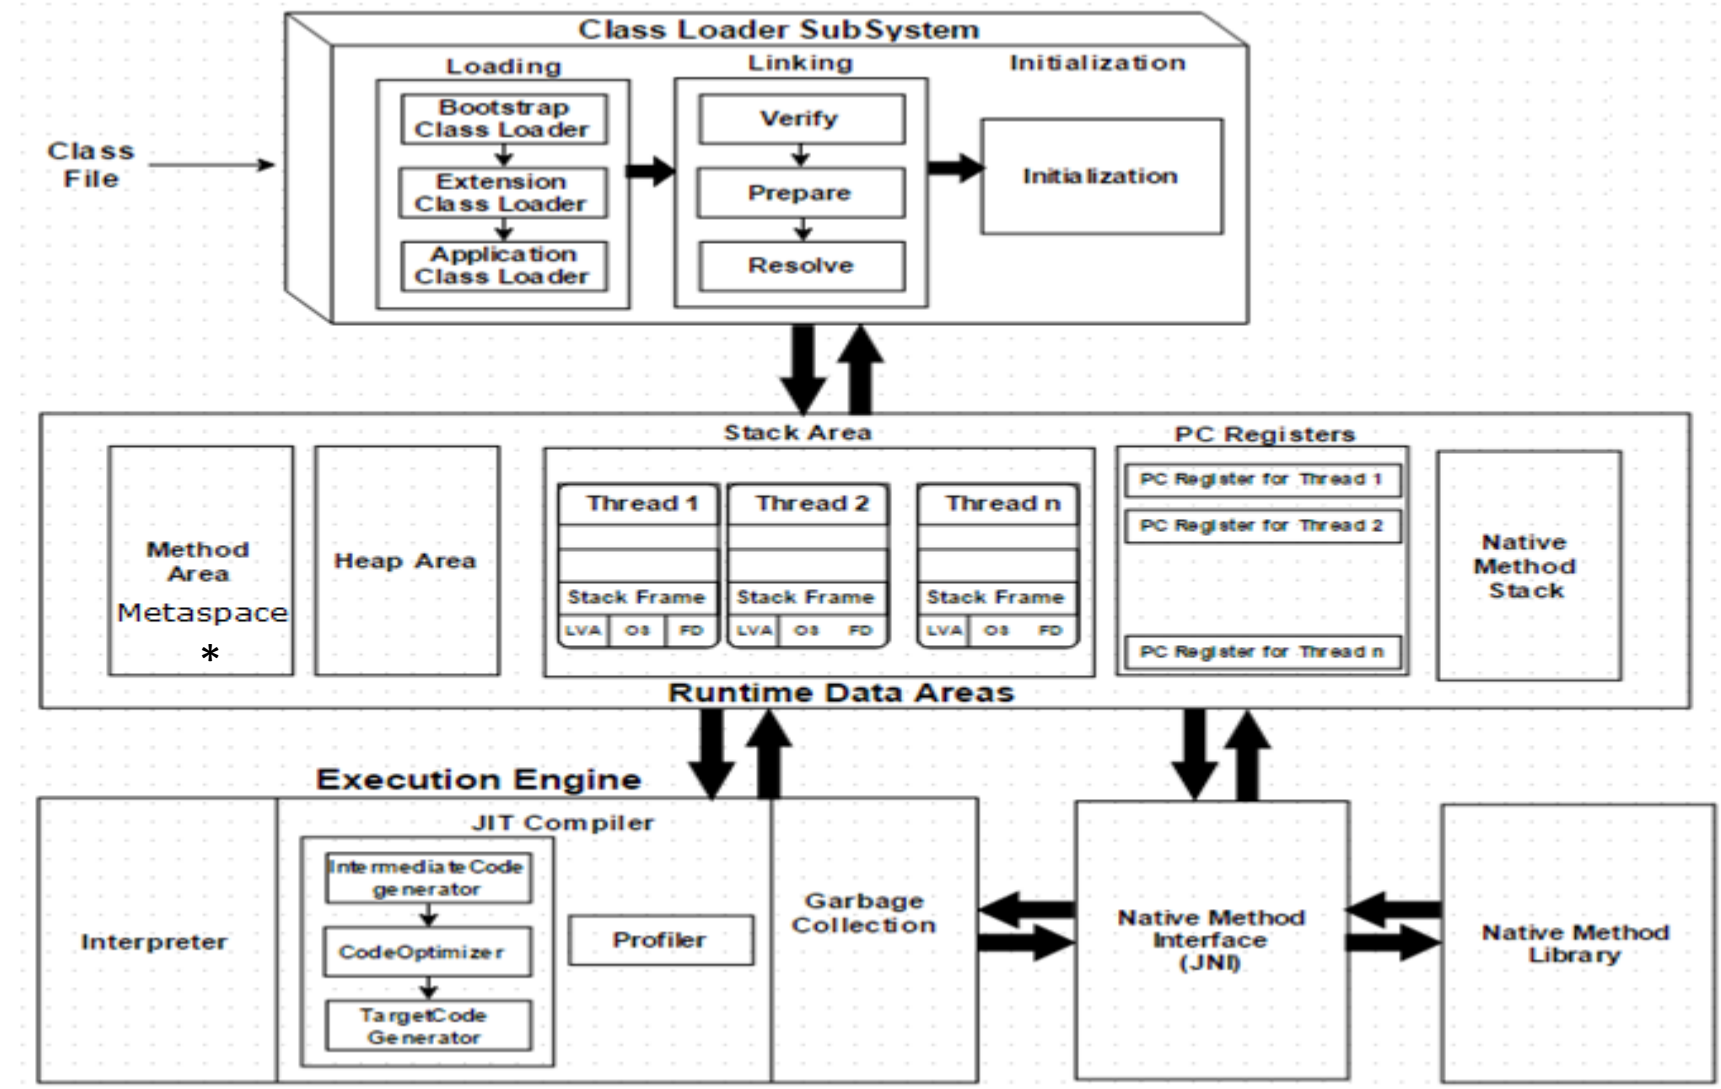 Class Loader SubSystem
Loading
Linking
Initialization
Bootstrap
Class Loader
Extension
Class Loader
Application
Class Loader
Verify
Prepare
Resolve
Initialization
Class
File
Stack Area
PC Registers
Method
Area
Metaspace
*
Heap Area
Thread 1
Thread 2
Thread n
Stack Frame
Stack Frame
Stack Frame
LVA OS FD
LVA OS FD
LVA OS FD
PC Register for Thread 1
PC Register for Thread 2
PC Register for Thread n
Native
Method
Stack
Runtime Data Areas
Execution Engine
Interpreter
JIT Compiler
IntermediateCode
generator
CodeOptimizer
TargetCode
Generator
Profiler
Garbage
Collection
Native Method
Interface
(JNI)
Native Method
Library